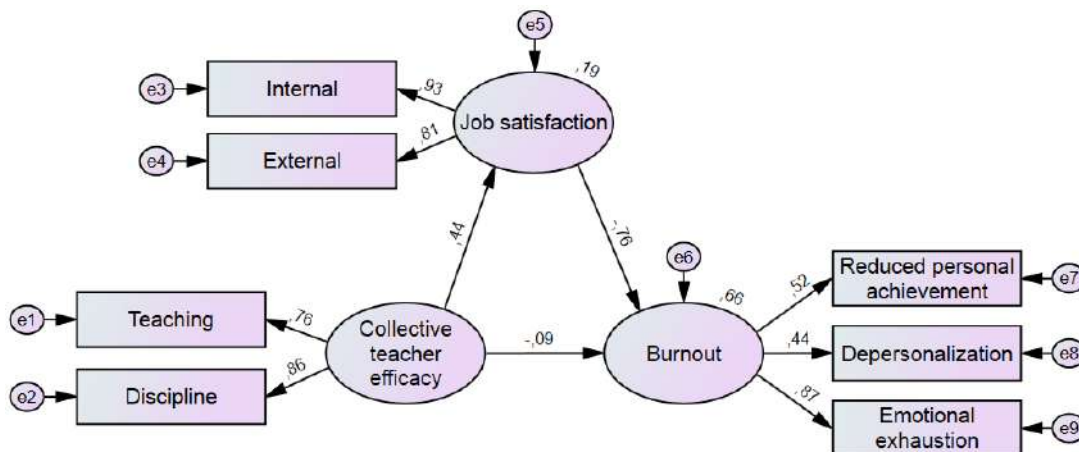 e5
,19
e3
Internal
,93
Job satisfaction
e4
External
,81
,44
-,76
e6
,66
Reduced personal
achievement
e7
,52
e1
Teaching
,76
Collective
teacher
efficacy
-,09
Burnout
,44
Depersonalization
e8
e2
Discipline
,86
,87
Emotional
exhaustion
e9